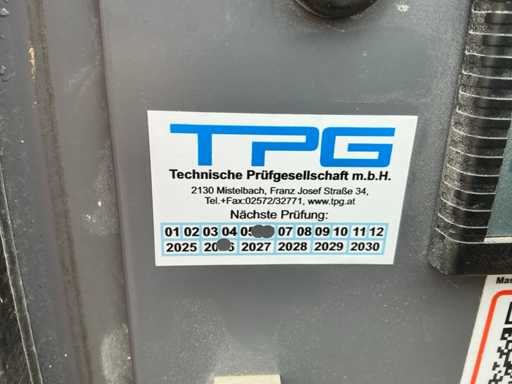 TPG
Technische Prüfgesellschaft m.b.H.
2130 Mistelbach, Franz Josef Straße 34,
Tel.+Fax:02572/32771, www.tpg.at
Nächste Prüfung:
01 02 03 04 05 07 08 09 10 11 12
2025 2026 2027 2028 2029 2030